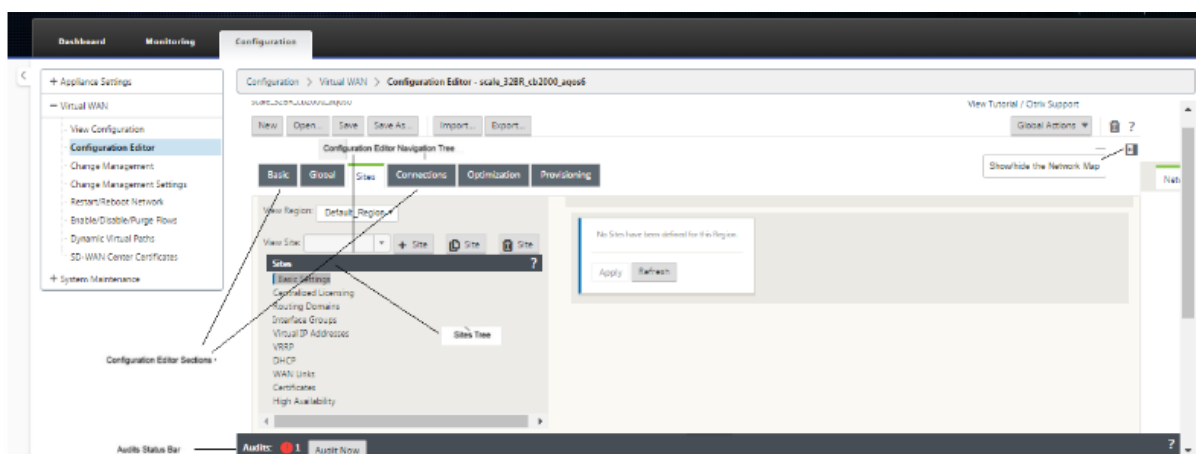 Dashboard Monitoring Configuration
+ Appliance Settings
− Virtual WAN
View Configuration
Configuration Editor
Change Management
Change Management Settings
Restart/Reboot Network
Enable/Disable/Purge Flows
Dynamic Virtual Paths
SD-WAN Center Certificates
+ System Maintenance
Configuration > Virtual WAN > Configuration Editor - scale_32BR_cb2000_aqos6
View Tutorial / Citrix Support
New Open... Save Save As... Import... Export... Global Actions ?
Configuration Editor Navigation Tree
Show/hide the Network Map
Basic Global Sites Connections Optimization Provisioning
Net
View Region: Default_Region
View Site: + Site Site Site
No Sites have been defined for this Region.
Apply Refresh
Sites ?
Basic Settings
Centralized Licensing
Routing Domains
Interface Groups
Virtual IP Addresses
VRRP
DHCP
WAN Links
Certificates
High Availability
Sites Tree
Configuration Editor Sections
Audits Status Bar
Audits: 1 Audit Now ?